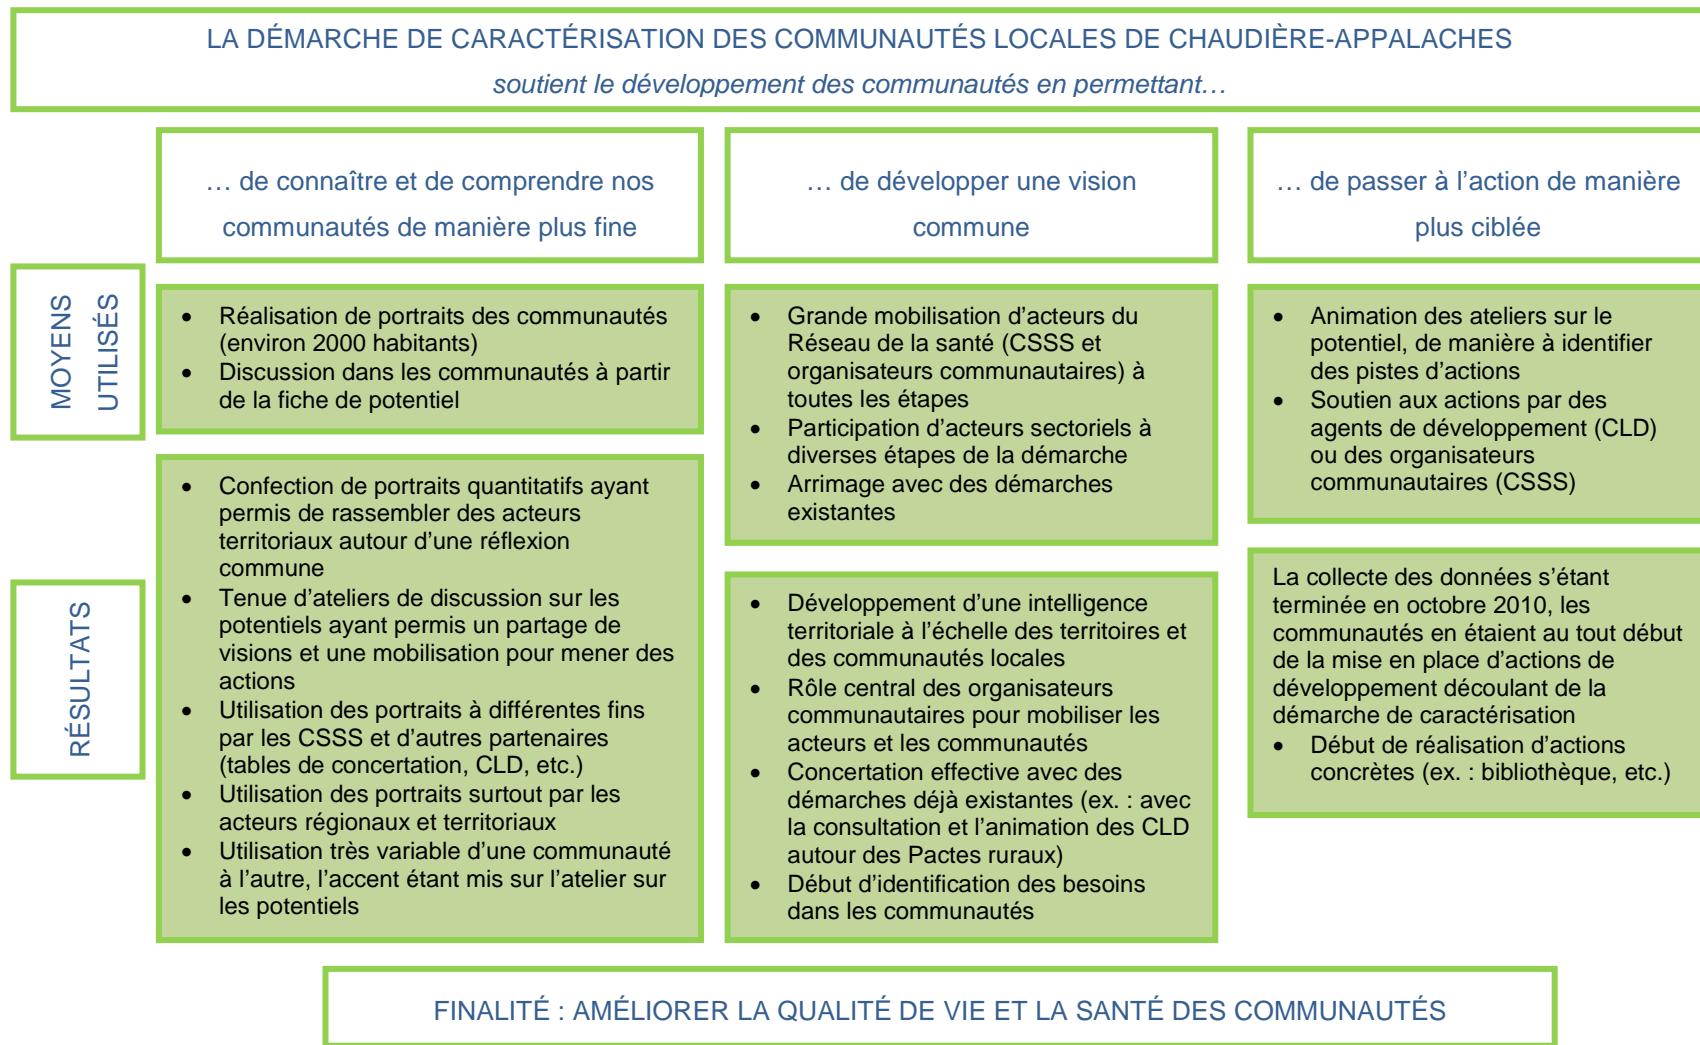 LA DÉMARCHE DE CARACTÉRISATION DES COMMUNAUTÉS LOCALES DE CHAUDIÈRE-APPALACHES
soutient le développement des communautés en permettant…
… de connaître et de comprendre nos
communautés de manière plus fine
… de développer une vision
commune
… de passer à l’action de manière
plus ciblée
MOYENS
UTILISÉS
• Réalisation de portraits des communautés
(environ 2000 habitants)
• Discussion dans les communautés à partir
de la fiche de potentiel
• Grande mobilisation d’acteurs du
Réseau de la santé (CSSS et
organisateurs communautaires) à
toutes les étapes
• Participation d’acteurs sectoriels à
diverses étapes de la démarche
• Arrimage avec des démarches
existantes
• Animation des ateliers sur le
potentiel, de manière à identifier
des pistes d’actions
• Soutien aux actions par des
agents de développement (CLD)
ou des organisateurs
communautaires (CSSS)
RÉSULTATS
• Confection de portraits quantitatifs ayant
permis de rassembler des acteurs
territoriaux autour d’une réflexion
commune
• Tenue d’ateliers de discussion sur les
potentiels ayant permis un partage de
visions et une mobilisation pour mener des
actions
• Utilisation des portraits à différentes fins
par les CSSS et d’autres partenaires
(tables de concertation, CLD, etc.)
• Utilisation des portraits surtout par les
acteurs régionaux et territoriaux
• Utilisation très variable d’une communauté
à l’autre, l’accent étant mis sur l’atelier sur
les potentiels
• Développement d’une intelligence
territoriale à l’échelle des territoires et
des communautés locales
• Rôle central des organisateurs
communautaires pour mobiliser les
acteurs et les communautés
• Concertation effective avec des
démarches déjà existantes (ex. : avec
la consultation et l’animation des CLD
autour des Pactes ruraux)
• Début d’identification des besoins
dans les communautés
La collecte des données s’étant
terminée en octobre 2010, les
communautés en étaient au tout début
de la mise en place d’actions de
développement découlant de la
démarche de caractérisation
• Début de réalisation d’actions
concrètes (ex. : bibliothèque, etc.)
FINALITÉ : AMÉLIORER LA QUALITÉ DE VIE ET LA SANTÉ DES COMMUNAUTÉS